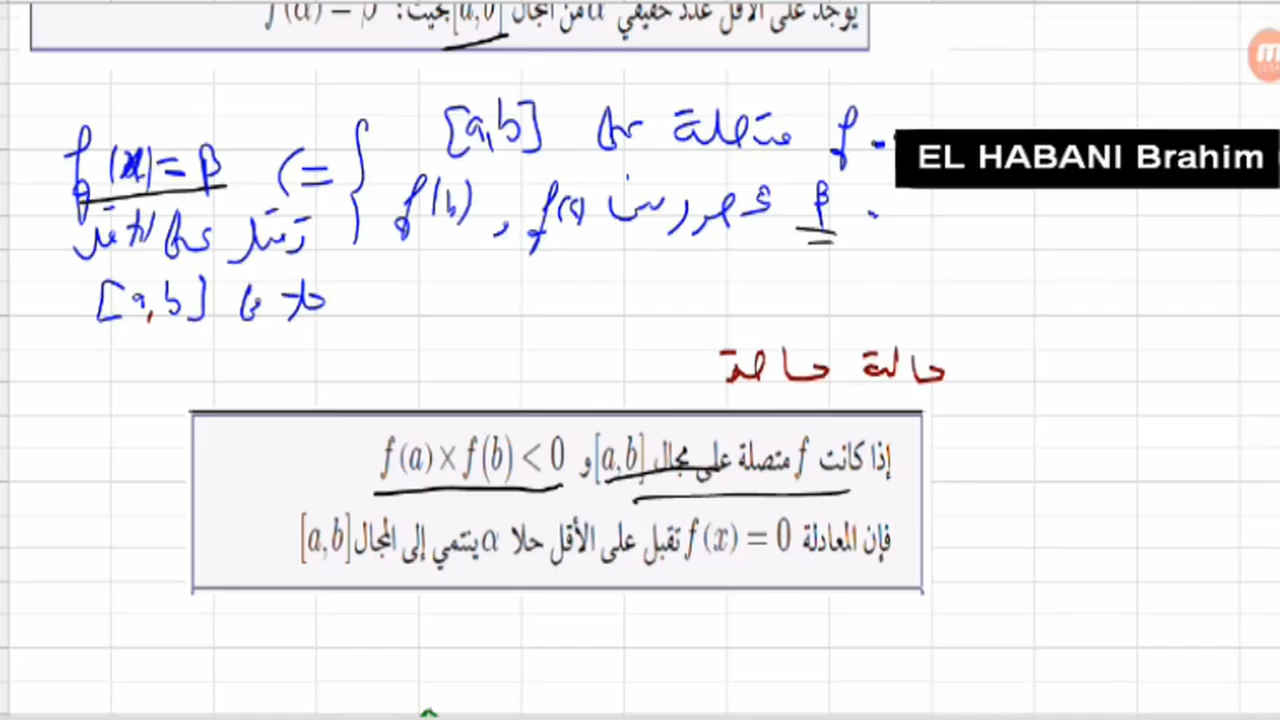 يوجد على الأقل عدد حقيقي α من المجال [a,b] بحيث: f(α) = β
EL HABANI Brahim
f متصلة على [a,b]
β محصور بين f(a) و f(b)
=> f(x) = β
تقبل على الأقل
حلا في [a,b]
حالة خاصة
إذا كانت f متصلة على مجال [a,b] و f(a)×f(b) < 0
فإن المعادلة f(x) = 0 تقبل على الأقل حلا α ينتمي إلى المجال [a,b]